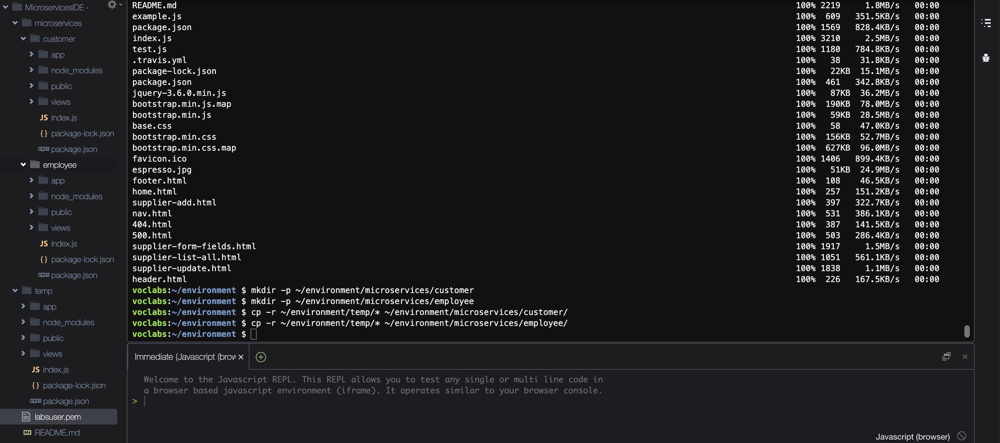 MicroservicesIDE -
microservices
customer
app
node_modules
public
views
JS index.js
{} package-lock.json
npm package.json
employee
app
node_modules
public
views
JS index.js
{} package-lock.json
npm package.json
temp
app
node_modules
public
views
JS index.js
{} package-lock.json
npm package.json
labsuser.pem
README.md
README.md 100% 2219 1.8MB/s 00:00
example.js 100% 609 351.5KB/s 00:00
package.json 100% 1569 828.4KB/s 00:00
index.js 100% 3210 2.5MB/s 00:00
test.js 100% 1180 784.8KB/s 00:00
.travis.yml 100% 38 31.8KB/s 00:00
package-lock.json 100% 22KB 15.1MB/s 00:00
package.json 100% 461 342.8KB/s 00:00
jquery-3.6.0.min.js 100% 87KB 36.2MB/s 00:00
bootstrap.min.js.map 100% 190KB 78.0MB/s 00:00
bootstrap.min.js 100% 59KB 28.5MB/s 00:00
base.css 100% 58 47.0KB/s 00:00
bootstrap.min.css 100% 156KB 52.7MB/s 00:00
bootstrap.min.css.map 100% 627KB 96.0MB/s 00:00
favicon.ico 100% 1406 899.4KB/s 00:00
espresso.jpg 100% 51KB 24.9MB/s 00:00
footer.html 100% 108 46.5KB/s 00:00
home.html 100% 257 151.2KB/s 00:00
supplier-add.html 100% 397 322.7KB/s 00:00
nav.html 100% 531 386.1KB/s 00:00
404.html 100% 387 141.5KB/s 00:00
500.html 100% 503 286.4KB/s 00:00
supplier-form-fields.html 100% 1917 1.5MB/s 00:00
supplier-list-all.html 100% 1051 561.1KB/s 00:00
supplier-update.html 100% 1838 1.1MB/s 00:00
header.html 100% 226 167.5KB/s 00:00
voclabs:~/environment $ mkdir -p ~/environment/microservices/customer
voclabs:~/environment $ mkdir -p ~/environment/microservices/employee
voclabs:~/environment $ cp -r ~/environment/temp/* ~/environment/microservices/customer/
voclabs:~/environment $ cp -r ~/environment/temp/* ~/environment/microservices/employee/
voclabs:~/environment $
Immediate (Javascript (brow ×
Welcome to the Javascript REPL. This REPL allows you to test any single or multi line code in
a browser based javascript environment (iframe). It operates similar to your browser console.
>
Javascript (browser)